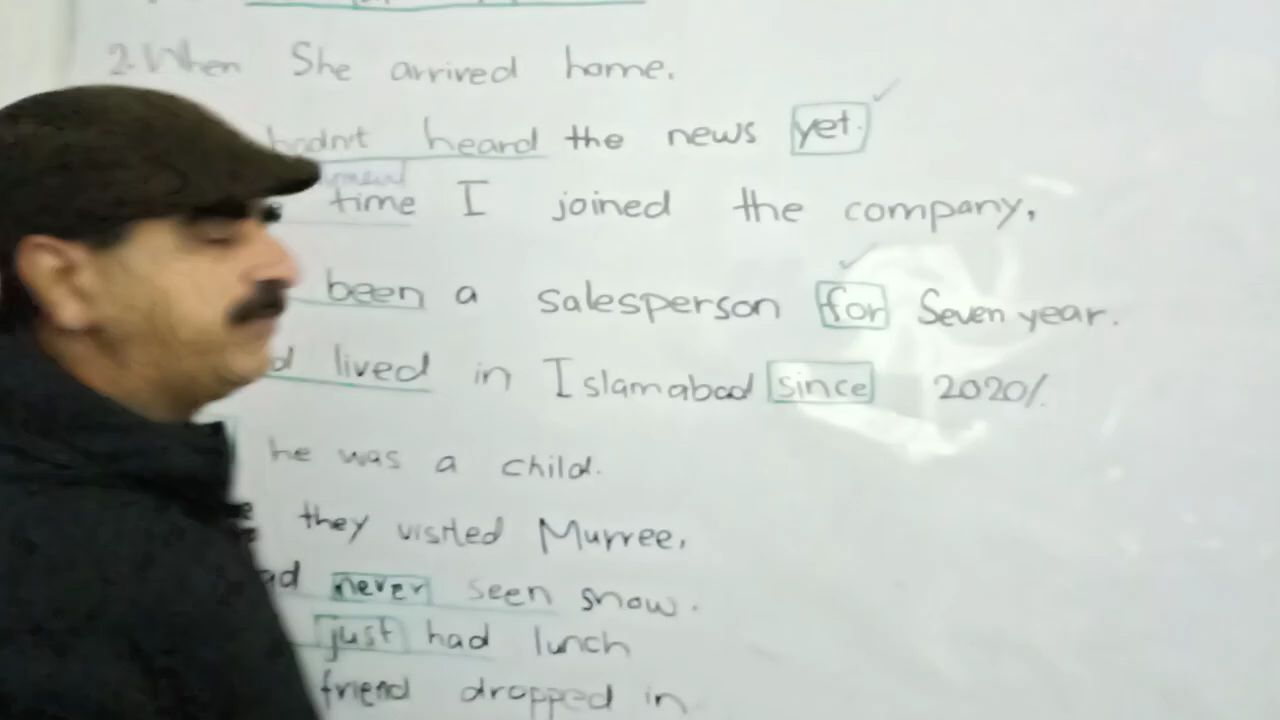 2. When She arrived home.
hadn't heard the news yet.
time I joined the company,
been a salesperson for Seven year.
lived in Islamabad since 2020/.
he was a child.
they visited Murree,
never seen snow.
just had lunch
friend dropped in